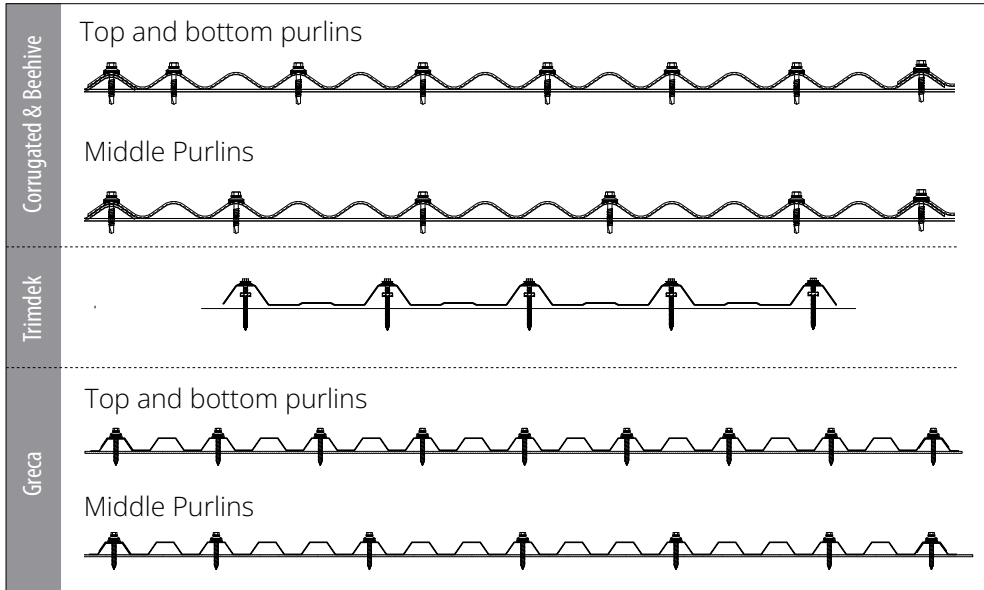 Corrugated & Beehive
Top and bottom purlins
Middle Purlins
Trimdek
Greca
Top and bottom purlins
Middle Purlins